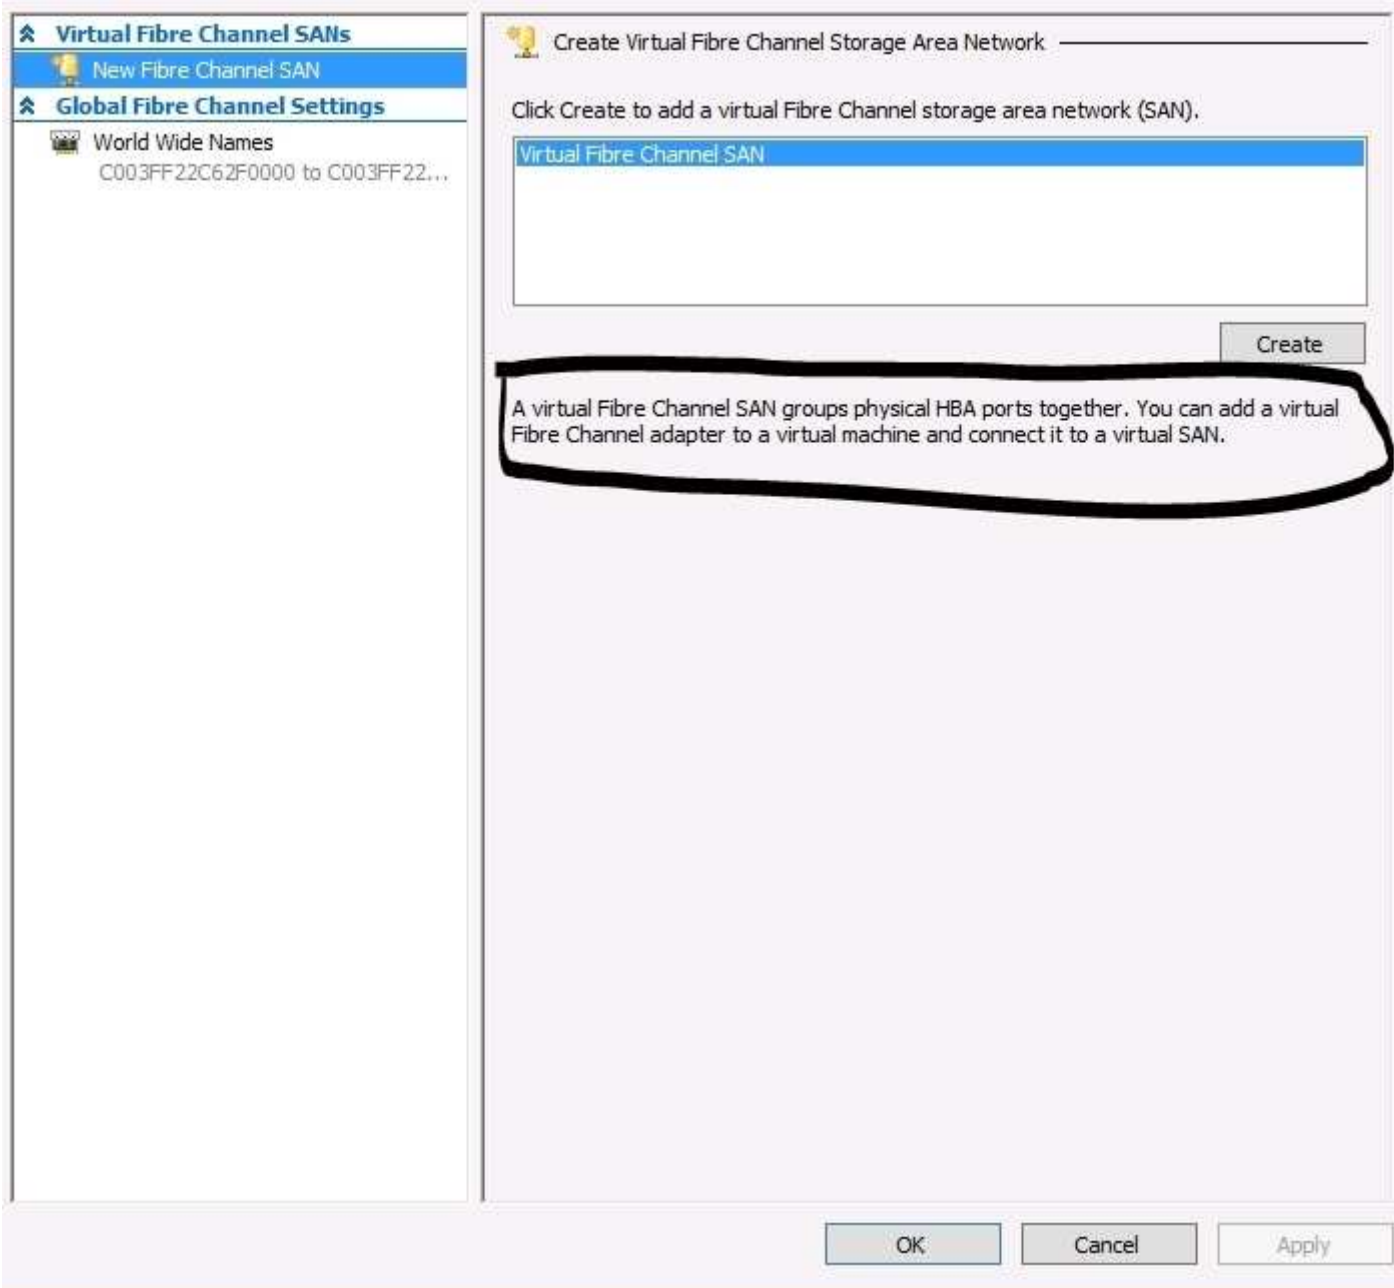 Virtual Fibre Channel SANs
New Fibre Channel SAN
Global Fibre Channel Settings
World Wide Names
C003FF22C62F0000 to C003FF22...
Create Virtual Fibre Channel Storage Area Network
Click Create to add a virtual Fibre Channel storage area network (SAN).
Virtual Fibre Channel SAN
Create
A virtual Fibre Channel SAN groups physical HBA ports together. You can add a virtual
Fibre Channel adapter to a virtual machine and connect it to a virtual SAN.
OK
Cancel
Apply